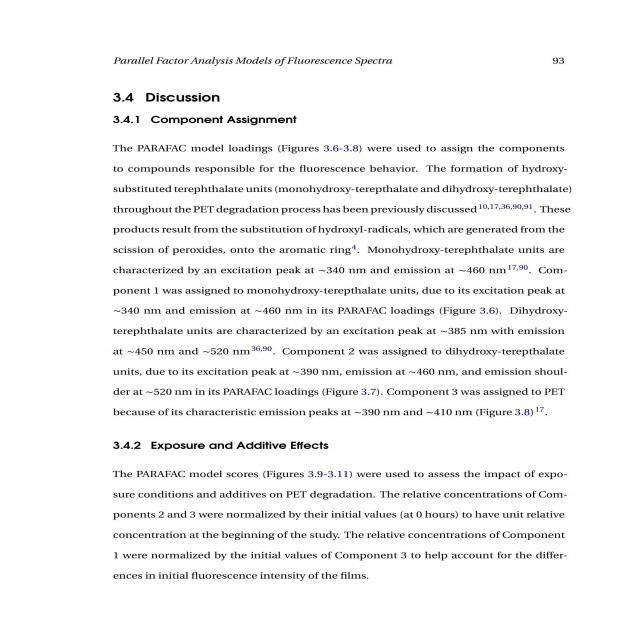 Parallel Factor Analysis Models of Fluorescence Spectra 93
3.4 Discussion
3.4.1 Component Assignment
The PARAFAC model loadings (Figures 3.6-3.8) were used to assign the components
to compounds responsible for the fluorescence behavior. The formation of hydroxy-
substituted terephthalate units (monohydroxy-terepthalate and dihydroxy-terephthalate)
throughout the PET degradation process has been previously discussed10,17,36,90,91. These
products result from the substitution of hydroxyl-radicals, which are generated from the
scission of peroxides, onto the aromatic ring4. Monohydroxy-terephthalate units are
characterized by an excitation peak at ~340 nm and emission at ~460 nm17,90. Com-
ponent 1 was assigned to monohydroxy-terepthalate units, due to its excitation peak at
~340 nm and emission at ~460 nm in its PARAFAC loadings (Figure 3.6). Dihydroxy-
terephthalate units are characterized by an excitation peak at ~385 nm with emission
at ~450 nm and ~520 nm36,90. Component 2 was assigned to dihydroxy-terepthalate
units, due to its excitation peak at ~390 nm, emission at ~460 nm, and emission shoul-
der at ~520 nm in its PARAFAC loadings (Figure 3.7). Component 3 was assigned to PET
because of its characteristic emission peaks at ~390 nm and ~410 nm (Figure 3.8)17.
3.4.2 Exposure and Additive Effects
The PARAFAC model scores (Figures 3.9-3.11) were used to assess the impact of expo-
sure conditions and additives on PET degradation. The relative concentrations of Com-
ponents 2 and 3 were normalized by their initial values (at 0 hours) to have unit relative
concentration at the beginning of the study. The relative concentrations of Component
1 were normalized by the initial values of Component 3 to help account for the differ-
ences in initial fluorescence intensity of the films.